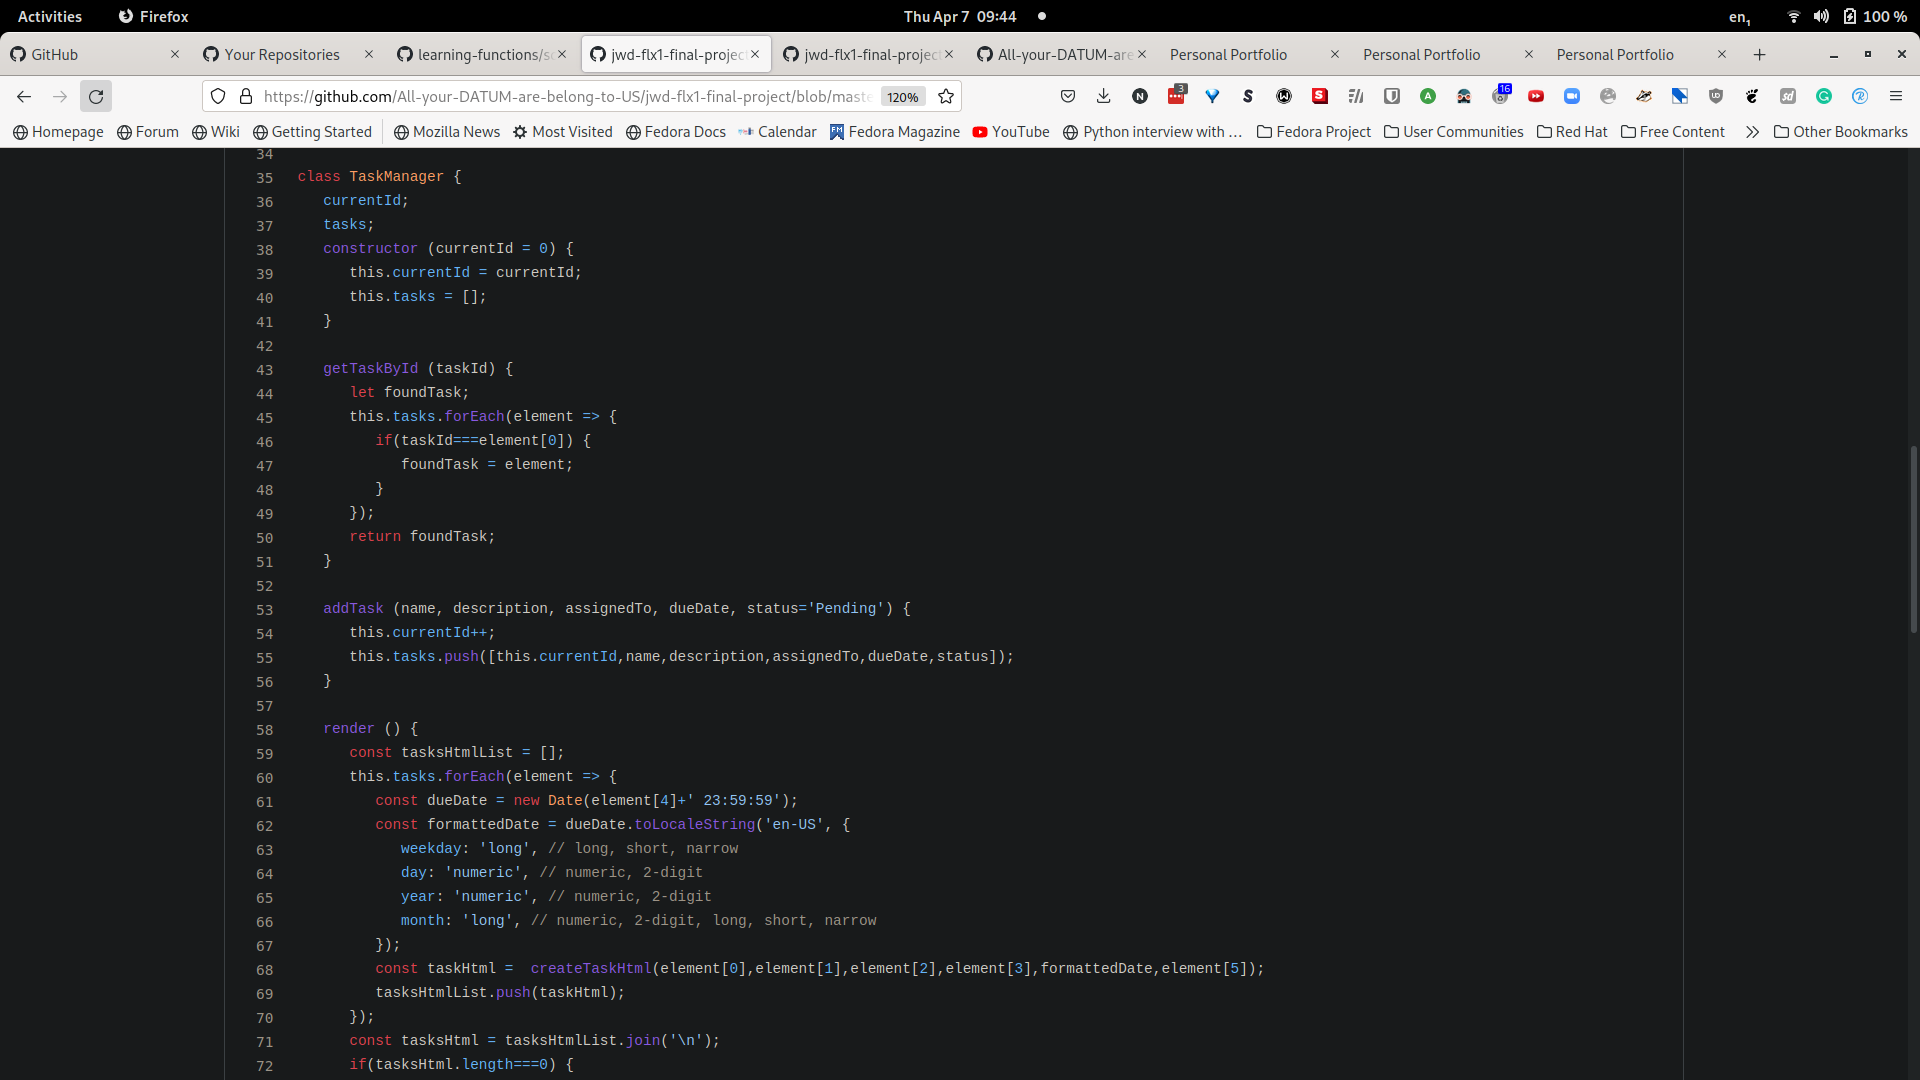 Activities Firefox Thu Apr 7 09:44 en1 100 %
GitHub Your Repositories learning-functions/s jwd-flx1-final-projec jwd-flx1-final-project All-your-DATUM-are Personal Portfolio Personal Portfolio Personal Portfolio
https://github.com/All-your-DATUM-are-belong-to-US/jwd-flx1-final-project/blob/maste 120% 3 16
Homepage Forum Wiki Getting Started Mozilla News Most Visited Fedora Docs Calendar Fedora Magazine YouTube Python interview with … Fedora Project User Communities Red Hat Free Content Other Bookmarks
34
35 class TaskManager {
36 currentId;
37 tasks;
38 constructor (currentId = 0) {
39 this.currentId = currentId;
40 this.tasks = [];
41 }
42
43 getTaskById (taskId) {
44 let foundTask;
45 this.tasks.forEach(element => {
46 if(taskId===element[0]) {
47 foundTask = element;
48 }
49 });
50 return foundTask;
51 }
52
53 addTask (name, description, assignedTo, dueDate, status='Pending') {
54 this.currentId++;
55 this.tasks.push([this.currentId,name,description,assignedTo,dueDate,status]);
56 }
57
58 render () {
59 const tasksHtmlList = [];
60 this.tasks.forEach(element => {
61 const dueDate = new Date(element[4]+' 23:59:59');
62 const formattedDate = dueDate.toLocaleString('en-US', {
63 weekday: 'long', // long, short, narrow
64 day: 'numeric', // numeric, 2-digit
65 year: 'numeric', // numeric, 2-digit
66 month: 'long', // numeric, 2-digit, long, short, narrow
67 });
68 const taskHtml =  createTaskHtml(element[0],element[1],element[2],element[3],formattedDate,element[5]);
69 tasksHtmlList.push(taskHtml);
70 });
71 const tasksHtml = tasksHtmlList.join('\n');
72 if(tasksHtml.length===0) {